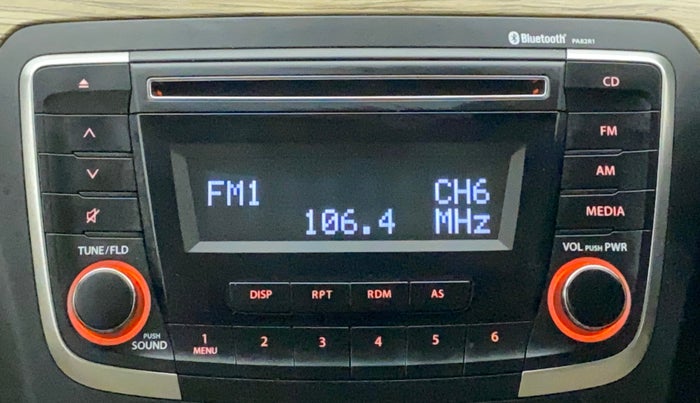 Bluetooth PA82R1
CD
FM
AM
MEDIA
FM1 CH6
106.4 MHz
TUNE/FLD
VOL PUSH PWR
DISP RPT RDM AS
PUSH
SOUND
1 2 3 4 5 6
MENU